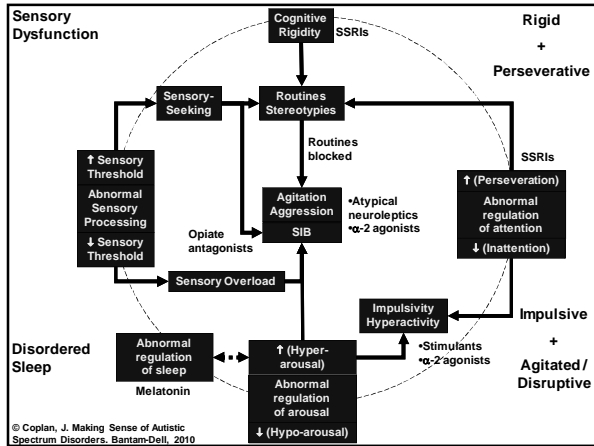 Sensory
Dysfunction
Cognitive
Rigidity
SSRIs
Rigid
+
Perseverative
Sensory-
Seeking
Routines
Stereotypies
Routines
blocked
SSRIs
↑ Sensory
Threshold
Abnormal
Sensory
Processing
↓ Sensory
Threshold
Opiate
antagonists
Agitation
Aggression
SIB
•Atypical
neuroleptics
•α-2 agonists
↑ (Perseveration)
Abnormal
regulation
of attention
↓ (Inattention)
Sensory Overload
Impulsivity
Hyperactivity
Impulsive
+
Agitated/
Disruptive
•Stimulants
•α-2 agonists
Disordered
Sleep
Abnormal
regulation
of sleep
Melatonin
↑ (Hyper-
arousal)
Abnormal
regulation
of arousal
↓ (Hypo-arousal)
© Coplan, J. Making Sense of Autistic
Spectrum Disorders. Bantam-Dell, 2010